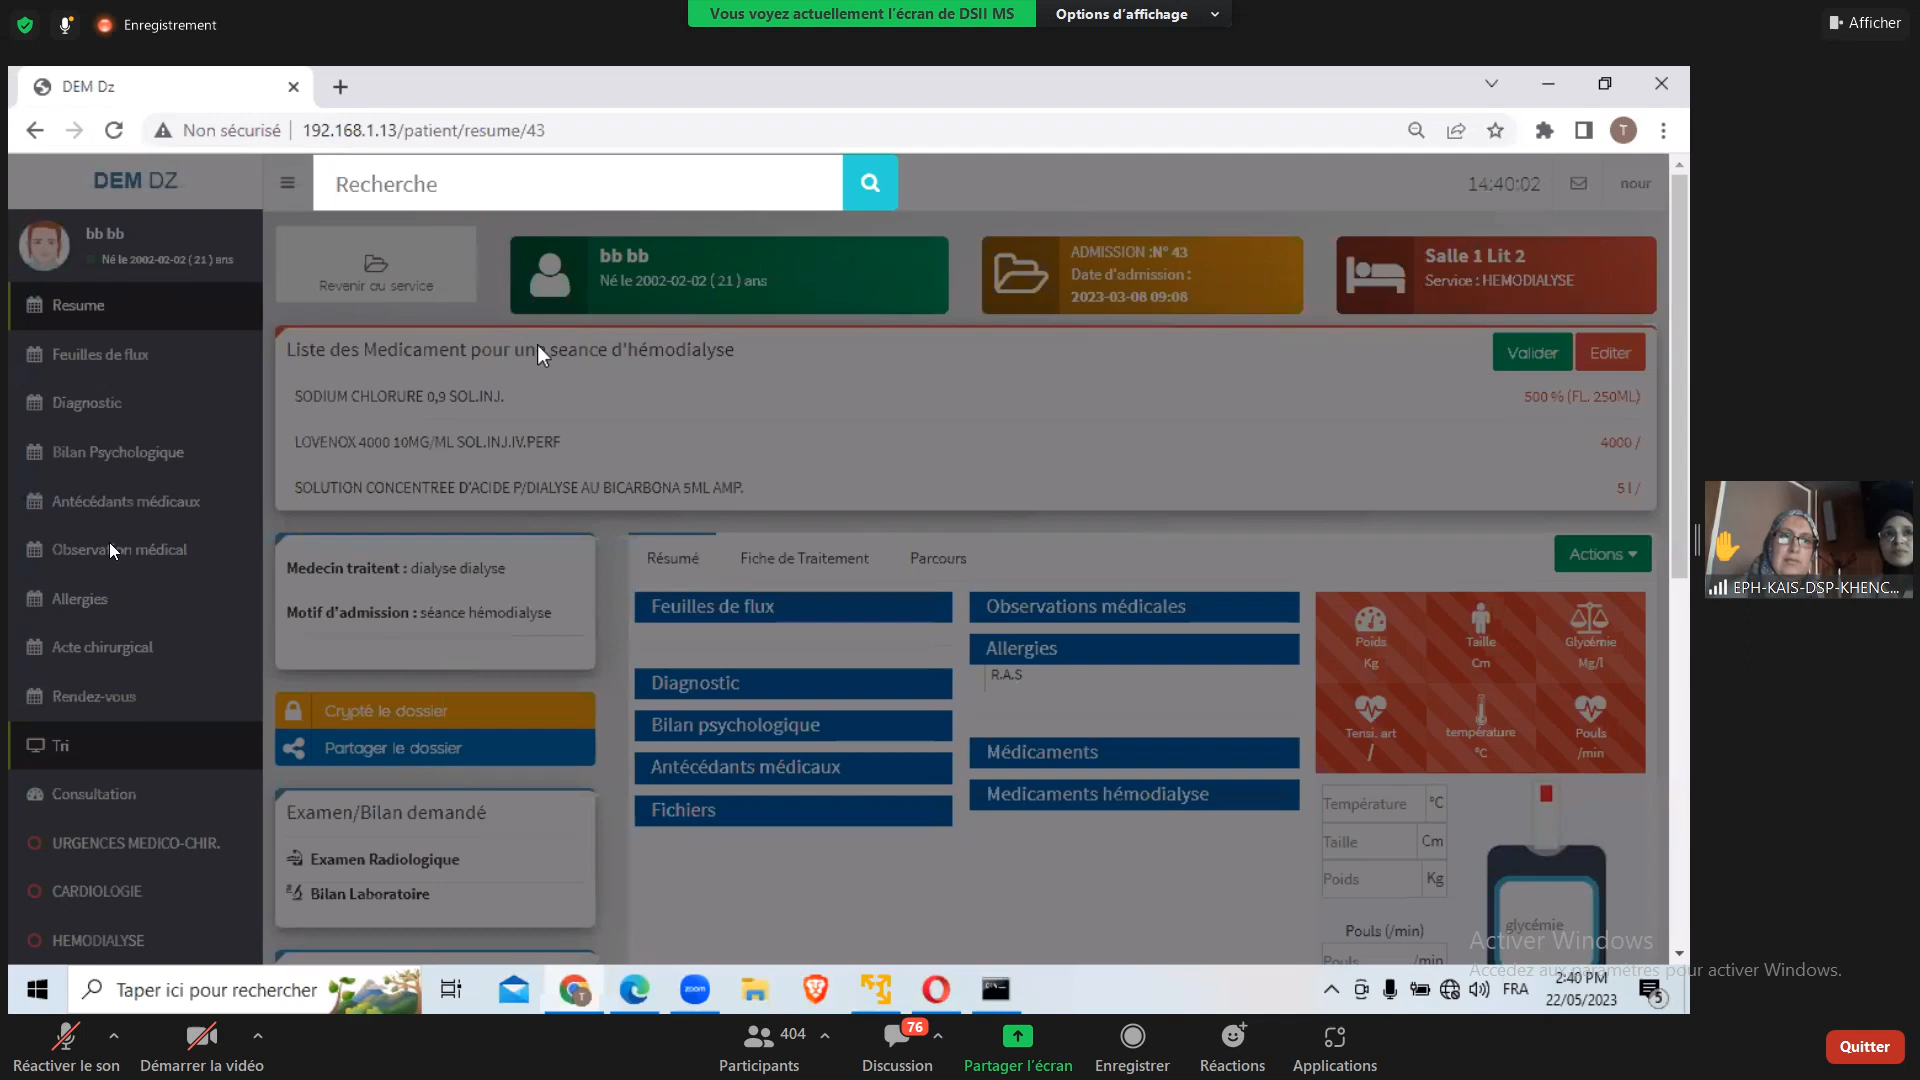 Enregistrement
Vous voyez actuellement l'écran de DSII MS
Options d'affichage
Afficher
DEM Dz
Non sécurisé
192.168.1.13/patient/resume/43
T
DEM DZ
Recherche
14:40:02
nour
bb bb
Né le 2002-02-02 ( 21 ) ans
Resume
Feuilles de flux
Diagnostic
Bilan Psychologique
Antécédants médicaux
Observation médical
Allergies
Acte chirurgical
Rendez-vous
Tri
Consultation
URGENCES MEDICO-CHIR.
CARDIOLOGIE
HEMODIALYSE
Revenir au service
bb bb
Né le 2002-02-02 ( 21 ) ans
ADMISSION :N° 43
Date d'admission :
2023-03-08 09:08
Salle 1 Lit 2
Service : HEMODIALYSE
Liste des Medicament pour une seance d'hémodialyse
Valider
Editer
SODIUM CHLORURE 0,9 SOL.INJ.
500 % (FL. 250ML)
LOVENOX 4000 10MG/ML SOL.INJ.IV.PERF
4000 /
SOLUTION CONCENTREE D'ACIDE P/DIALYSE AU BICARBONA 5ML AMP.
5 l /
Medecin traitent : dialyse dialyse
Motif d'admission : séance hémodialyse
Crypté le dossier
Partager le dossier
Examen/Bilan demandé
Examen Radiologique
Bilan Laboratoire
Résumé
Fiche de Traitement
Parcours
Actions
Feuilles de flux
Diagnostic
Bilan psychologique
Antécédants médicaux
Fichiers
Observations médicales
Allergies
R.A.S
Médicaments
Medicaments hémodialyse
Poids
Kg
Taille
Cm
Glycémie
Mg/l
Tensi. art
/
température
°C
Pouls
/min
Température
°C
Taille
Cm
Poids
Kg
Pouls (/min)
Pouls
/min
glycémie
Activer Windows
Accédez aux paramètres pour activer Windows.
EPH-KAIS-DSP-KHENC...
Taper ici pour rechercher
zoom
T
FRA
2:40 PM
22/05/2023
5
Réactiver le son
Démarrer la vidéo
404
Participants
76
Discussion
Partager l'écran
Enregistrer
Réactions
Applications
Quitter